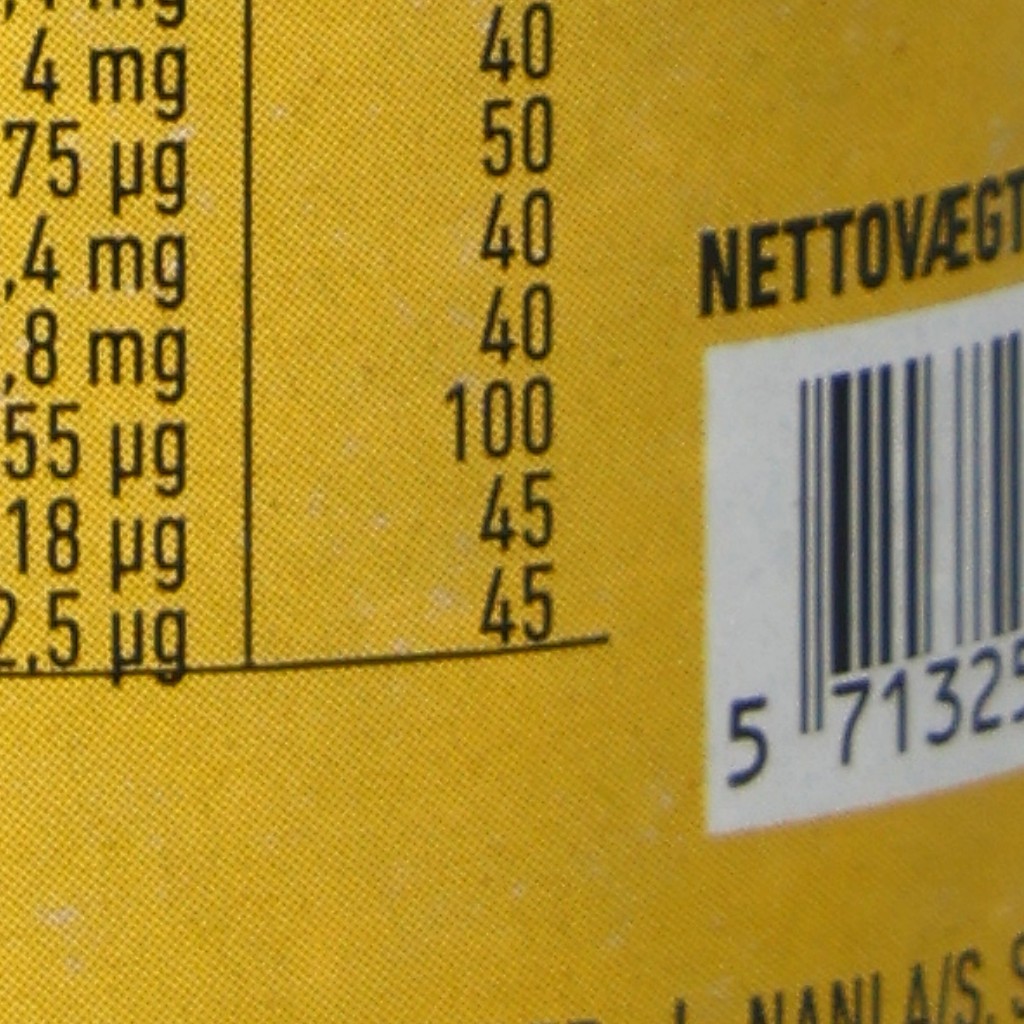 4 mg 40
75 µg 50
,4 mg 40
,8 mg 40
55 µg 100
18 µg 45
2,5 µg 45
NETTOVÆGT
5 71325
A/S.